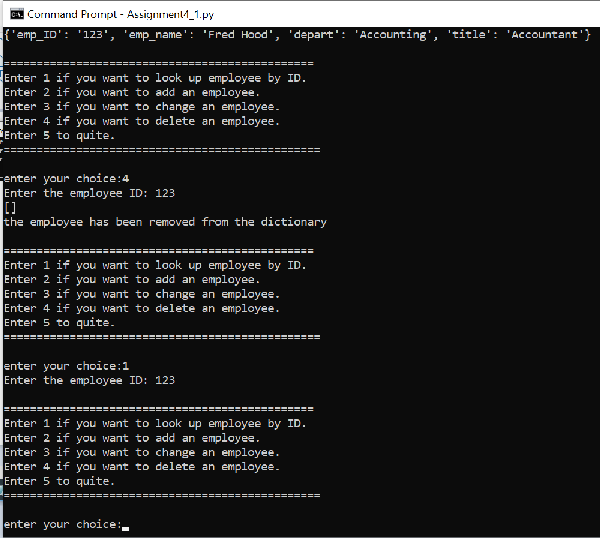 Command Prompt - Assignment4_1.py
{'emp_ID': '123', 'emp_name': 'Fred Hood', 'depart': 'Accounting', 'title': 'Accountant'}
===============================================
Enter 1 if you want to look up employee by ID.
Enter 2 if you want to add an employee.
Enter 3 if you want to change an employee.
Enter 4 if you want to delete an employee.
Enter 5 to quite.
================================================
enter your choice:4
Enter the employee ID: 123
[]
the employee has been removed from the dictionary
===============================================
Enter 1 if you want to look up employee by ID.
Enter 2 if you want to add an employee.
Enter 3 if you want to change an employee.
Enter 4 if you want to delete an employee.
Enter 5 to quite.
================================================
enter your choice:1
Enter the employee ID: 123
===============================================
Enter 1 if you want to look up employee by ID.
Enter 2 if you want to add an employee.
Enter 3 if you want to change an employee.
Enter 4 if you want to delete an employee.
Enter 5 to quite.
================================================
enter your choice: